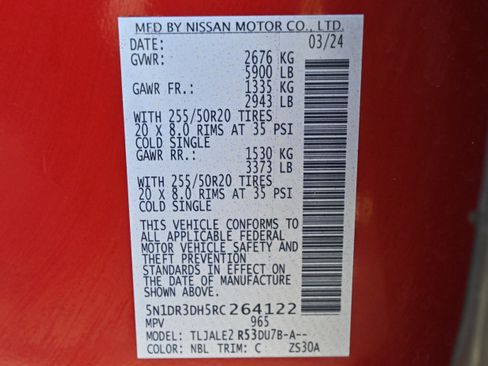 MFD BY NISSAN MOTOR CO., LTD.
DATE: 03/24
GVWR: 2676 KG
5900 LB
GAWR FR.: 1335 KG
2943 LB
WITH 255/50R20 TIRES
20 X 8.0 RIMS AT 35 PSI
COLD SINGLE
GAWR RR.: 1530 KG
3373 LB
WITH 255/50R20 TIRES
20 X 8.0 RIMS AT 35 PSI
COLD SINGLE
THIS VEHICLE CONFORMS TO
ALL APPLICABLE FEDERAL
MOTOR VEHICLE SAFETY AND
THEFT PREVENTION
STANDARDS IN EFFECT ON
THE DATE OF MANUFACTURE
SHOWN ABOVE.
5N1DR3DH5RC264122
MPV 965
MODEL: TLJALE2 R53DU7B-A--
COLOR: NBL TRIM: C ZS30A